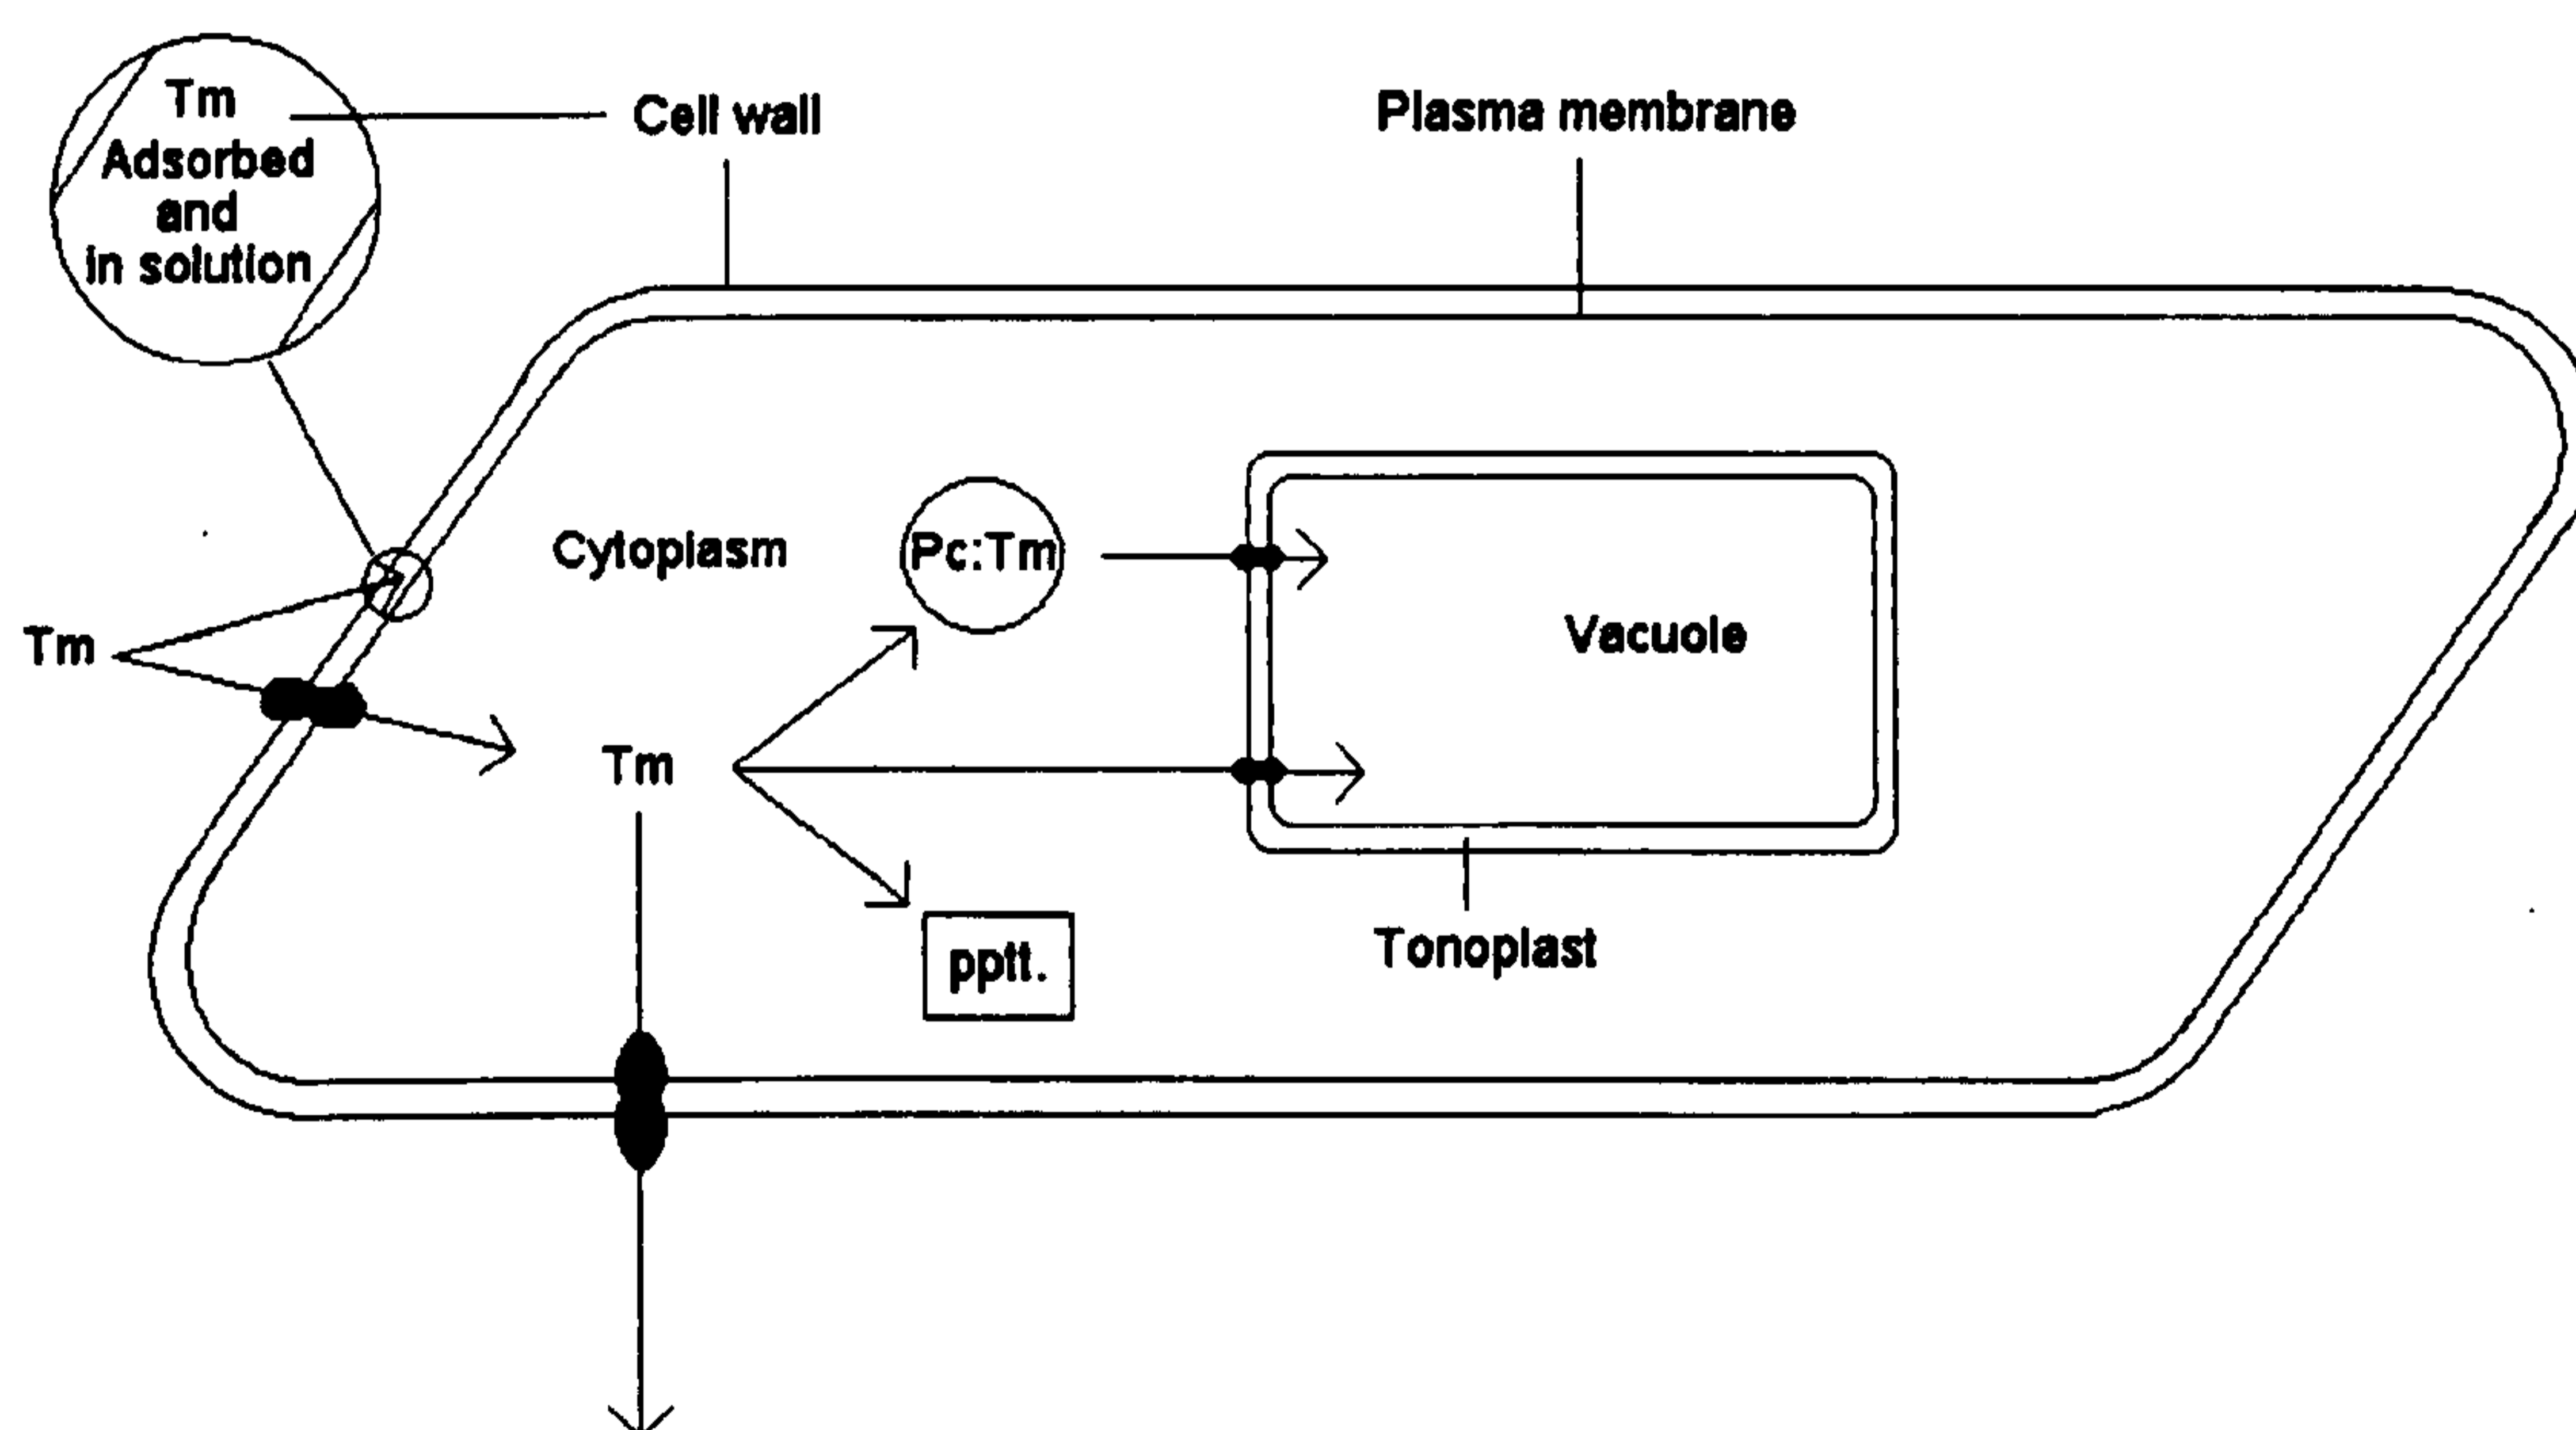 Tm
Adsorbed
and
in solution
Cell wall
Plasma membrane
Cytoplasm
Pc:Tm
Vacuole
Tm
Tm
pptt.
Tonoplast